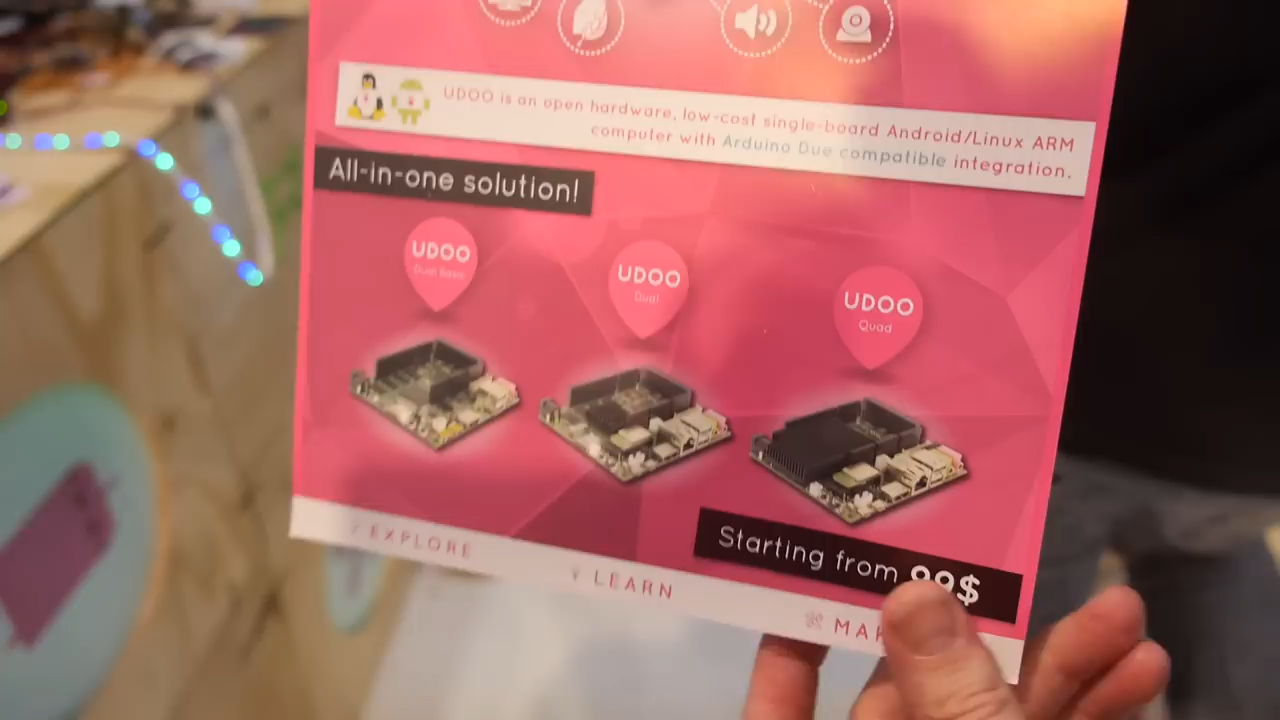 UDOO is an open hardware, low-cost single-board Android/Linux ARM
computer with Arduino Due compatible integration.
All-in-one solution!
UDOO
Dual Basic
UDOO
Dual
UDOO
Quad
Starting from 99$
EXPLORE
LEARN